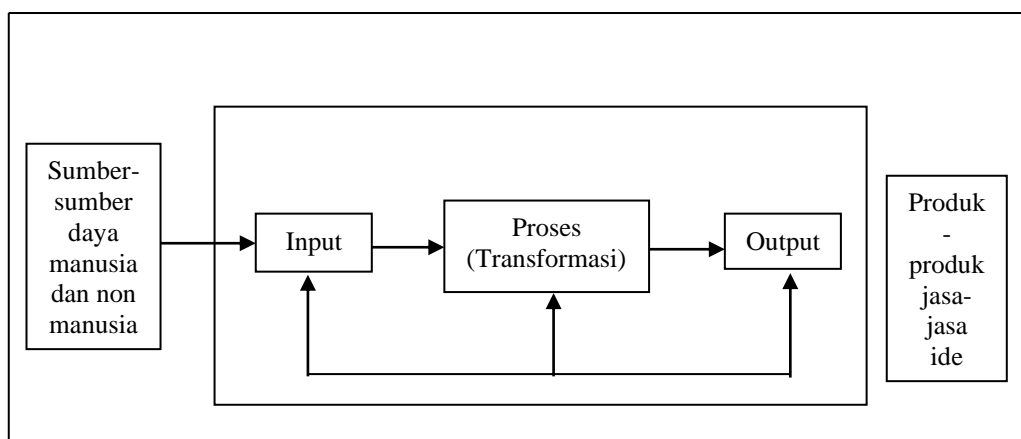 Sumber-
sumber
daya
manusia
dan non
manusia
Input
Proses
(Transformasi)
Output
Produk
-
produk
jasa-
jasa
ide